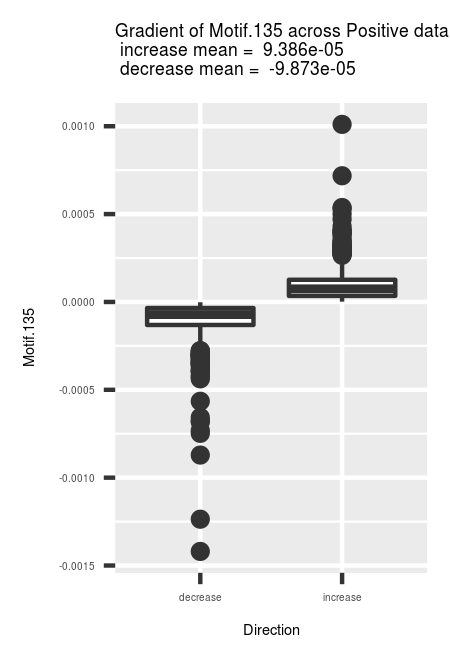 Gradient of Motif.135 across Positive data
increase mean =  9.386e-05
decrease mean =  -9.873e-05
0.0010
0.0005
0.0000
-0.0005
-0.0010
-0.0015
Motif.135
decrease
increase
Direction